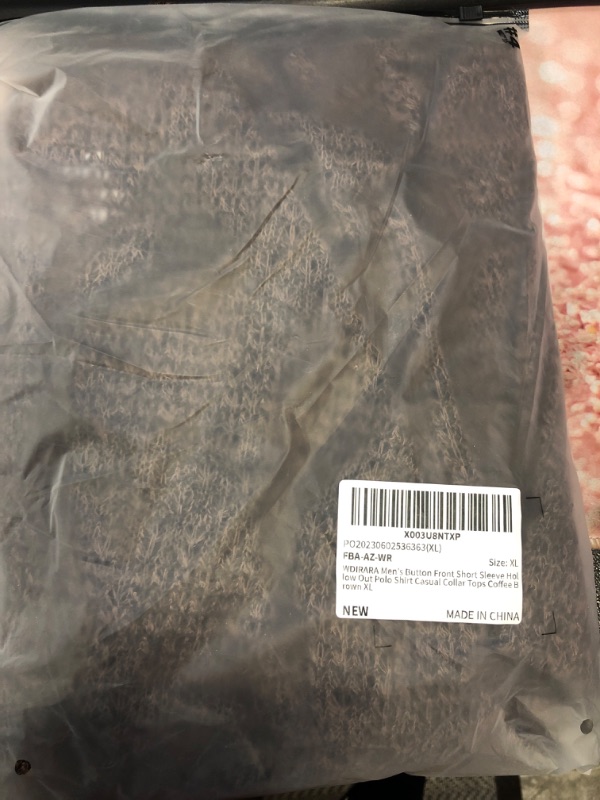 X003U8NTXP
PO20230602536363(XL)
FBA-AZ-WR Size: XL
WDIRARA Men's Button Front Short Sleeve Hol
low Out Polo Shirt Casual Collar Tops Coffee B
rown XL
NEW MADE IN CHINA